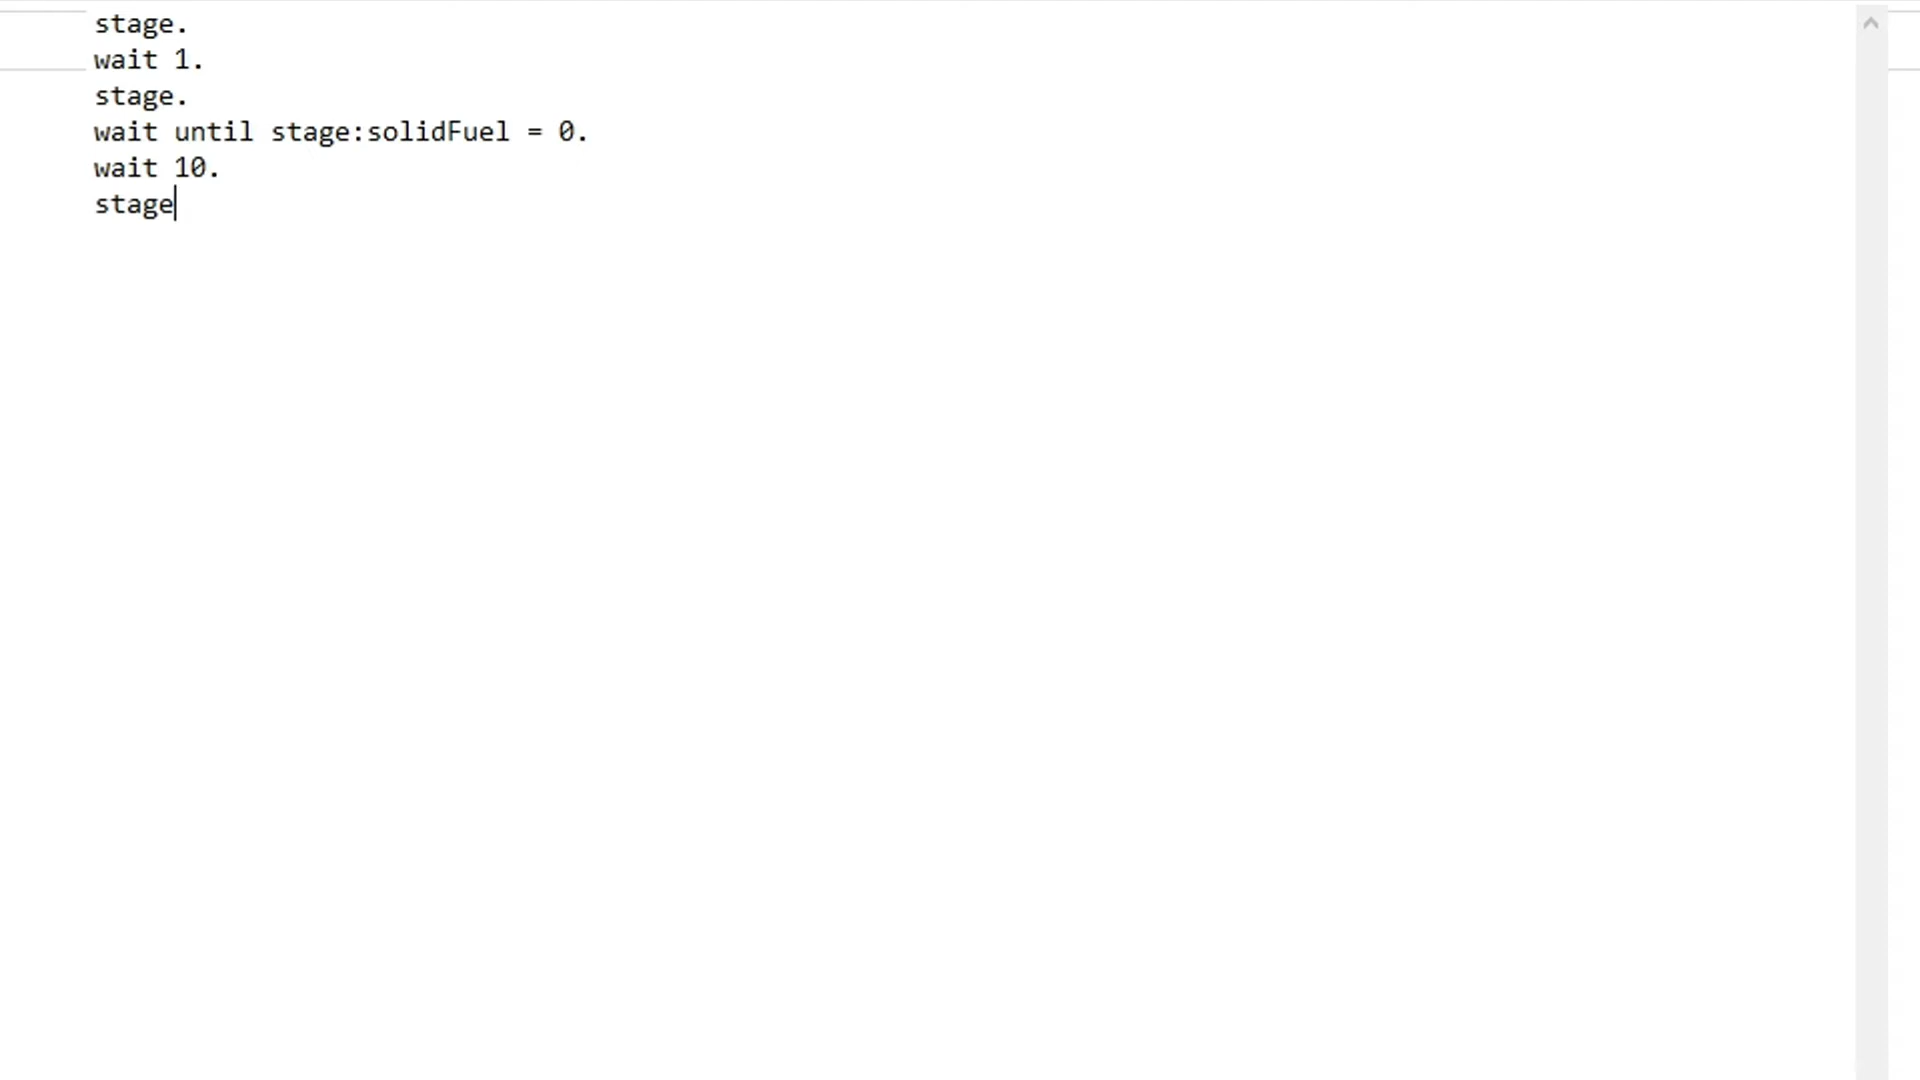 stage.
wait 1.
stage.
wait until stage:solidFuel = 0.
wait 10.
stage